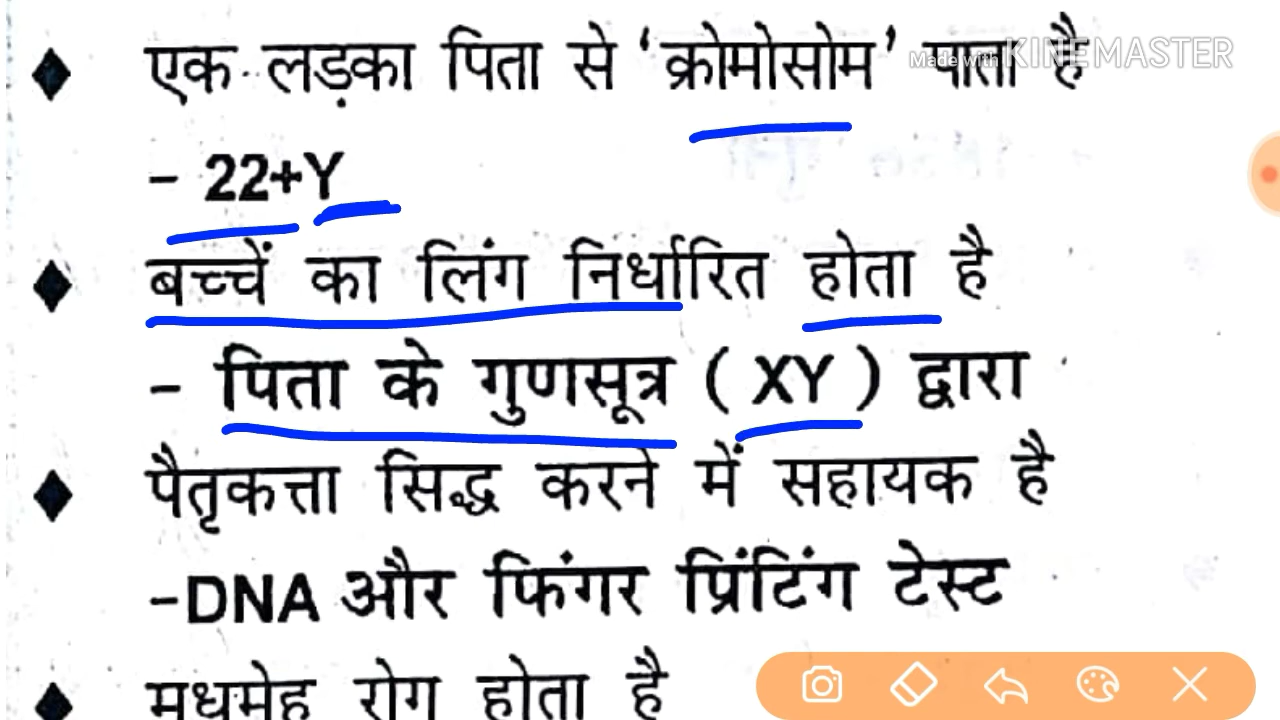 एक लड़का पिता से 'क्रोमोसोम' पाता है
Made with KINEMASTER
- 22+Y
बच्चें का लिंग निर्धारित होता है
- पिता के गुणसूत्र ( XY ) द्वारा
पैतृकत्ता सिद्ध करने में सहायक है
-DNA और फिंगर प्रिंटिंग टेस्ट
मधुमेह रोग होता है